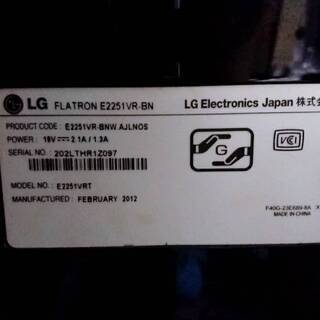 LG FLATRON E2251VR-BN LG Electronics Japan 株式会
PRODUCT CODE : E2251VR-BNW AJLNOS
POWER : 19V ⎓ 2.1A / 1.3A
SERIAL NO : 202LTHR1Z097
G
VCCI
MODEL NO : E2251VRT
MANUFACTURED : FEBRUARY 2012
MADE IN CHINA